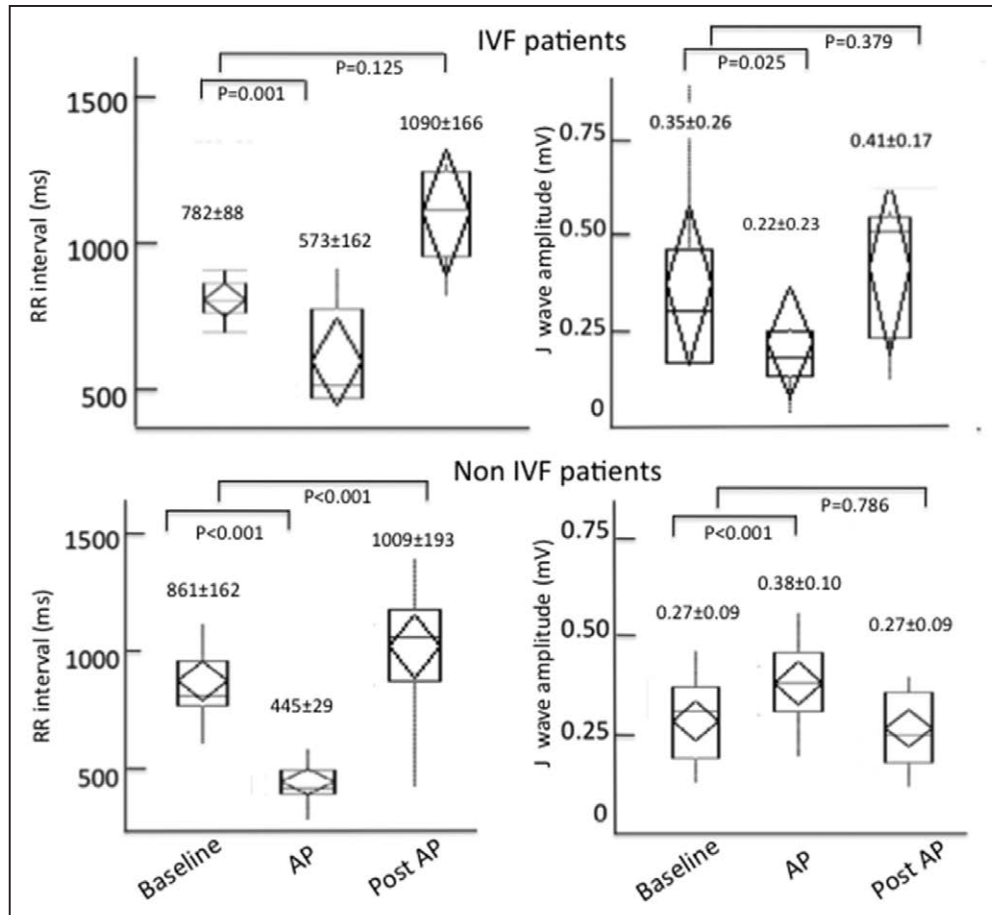 IVF patients
P=0.125
P=0.001
1500
1000
500
RR interval (ms)
782±88
573±162
1090±166
P=0.379
P=0.025
0.75
0.50
0.25
0
J wave amplitude (mV)
0.35±0.26
0.22±0.23
0.41±0.17
Non IVF patients
P<0.001
P<0.001
1500
1000
500
RR interval (ms)
861±162
445±29
1009±193
Baseline
AP
Post AP
P=0.786
P<0.001
0.75
0.50
0.25
0
J wave amplitude (mV)
0.27±0.09
0.38±0.10
0.27±0.09
Baseline
AP
Post AP